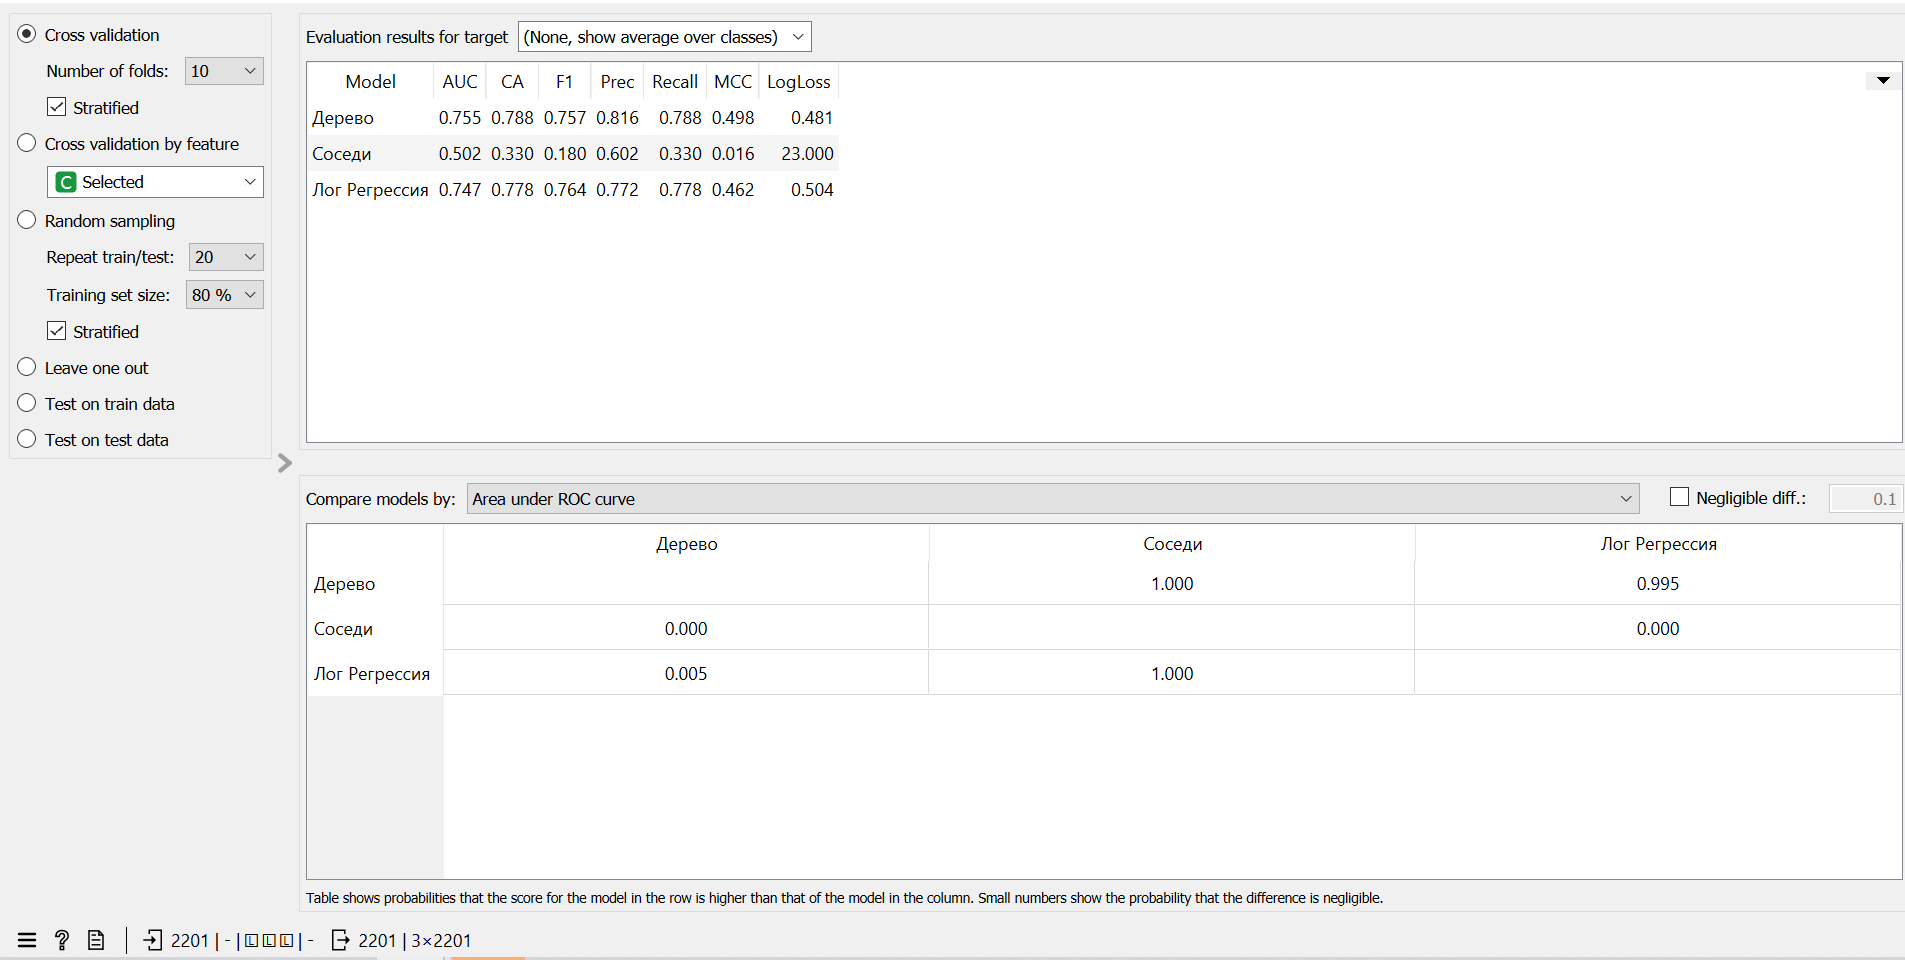 Cross validation
Number of folds: 10
Stratified
Cross validation by feature
C Selected
Random sampling
Repeat train/test: 20
Training set size: 80 %
Stratified
Leave one out
Test on train data
Test on test data
Evaluation results for target (None, show average over classes)
Model AUC CA F1 Prec Recall MCC LogLoss
Дерево 0.755 0.788 0.757 0.816 0.788 0.498 0.481
Соседи 0.502 0.330 0.180 0.602 0.330 0.016 23.000
Лог Регрессия 0.747 0.778 0.764 0.772 0.778 0.462 0.504
Compare models by: Area under ROC curve Negligible diff.: 0.1
Дерево Соседи Лог Регрессия
Дерево 1.000 0.995
Соседи 0.000 0.000
Лог Регрессия 0.005 1.000
Table shows probabilities that the score for the model in the row is higher than that of the model in the column. Small numbers show the probability that the difference is negligible.
? 2201 | - | L L L | - 2201 | 3×2201